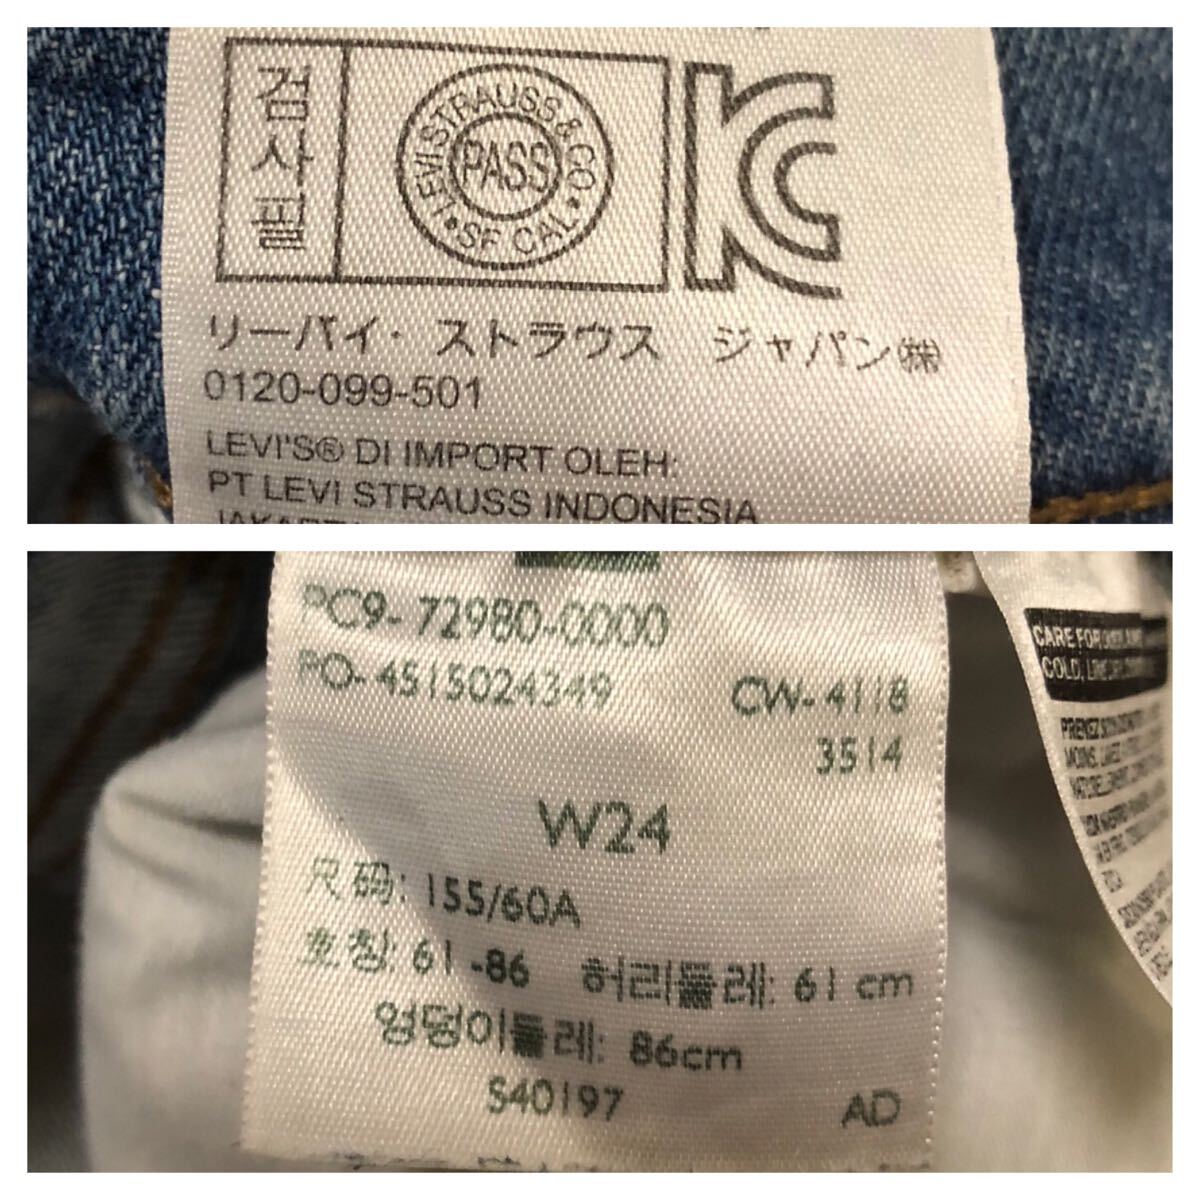 검사필
LEVI STRAUSS & CO • SF CAL •
PASS
KC
リーバイ・ストラウス ジャパン㈱
0120-099-501
LEVI'S® DI IMPORT OLEH:
PT LEVI STRAUSS INDONESIA
PC9-72980-0000
PO-4515024349 CW-4118
3514
W24
尺码: 155/60A
호칭: 61-86 허리둘레: 61 cm
엉덩이둘레: 86cm
S40197 AD
CARE FOR
COLD,
PRENEZ
MOINS.